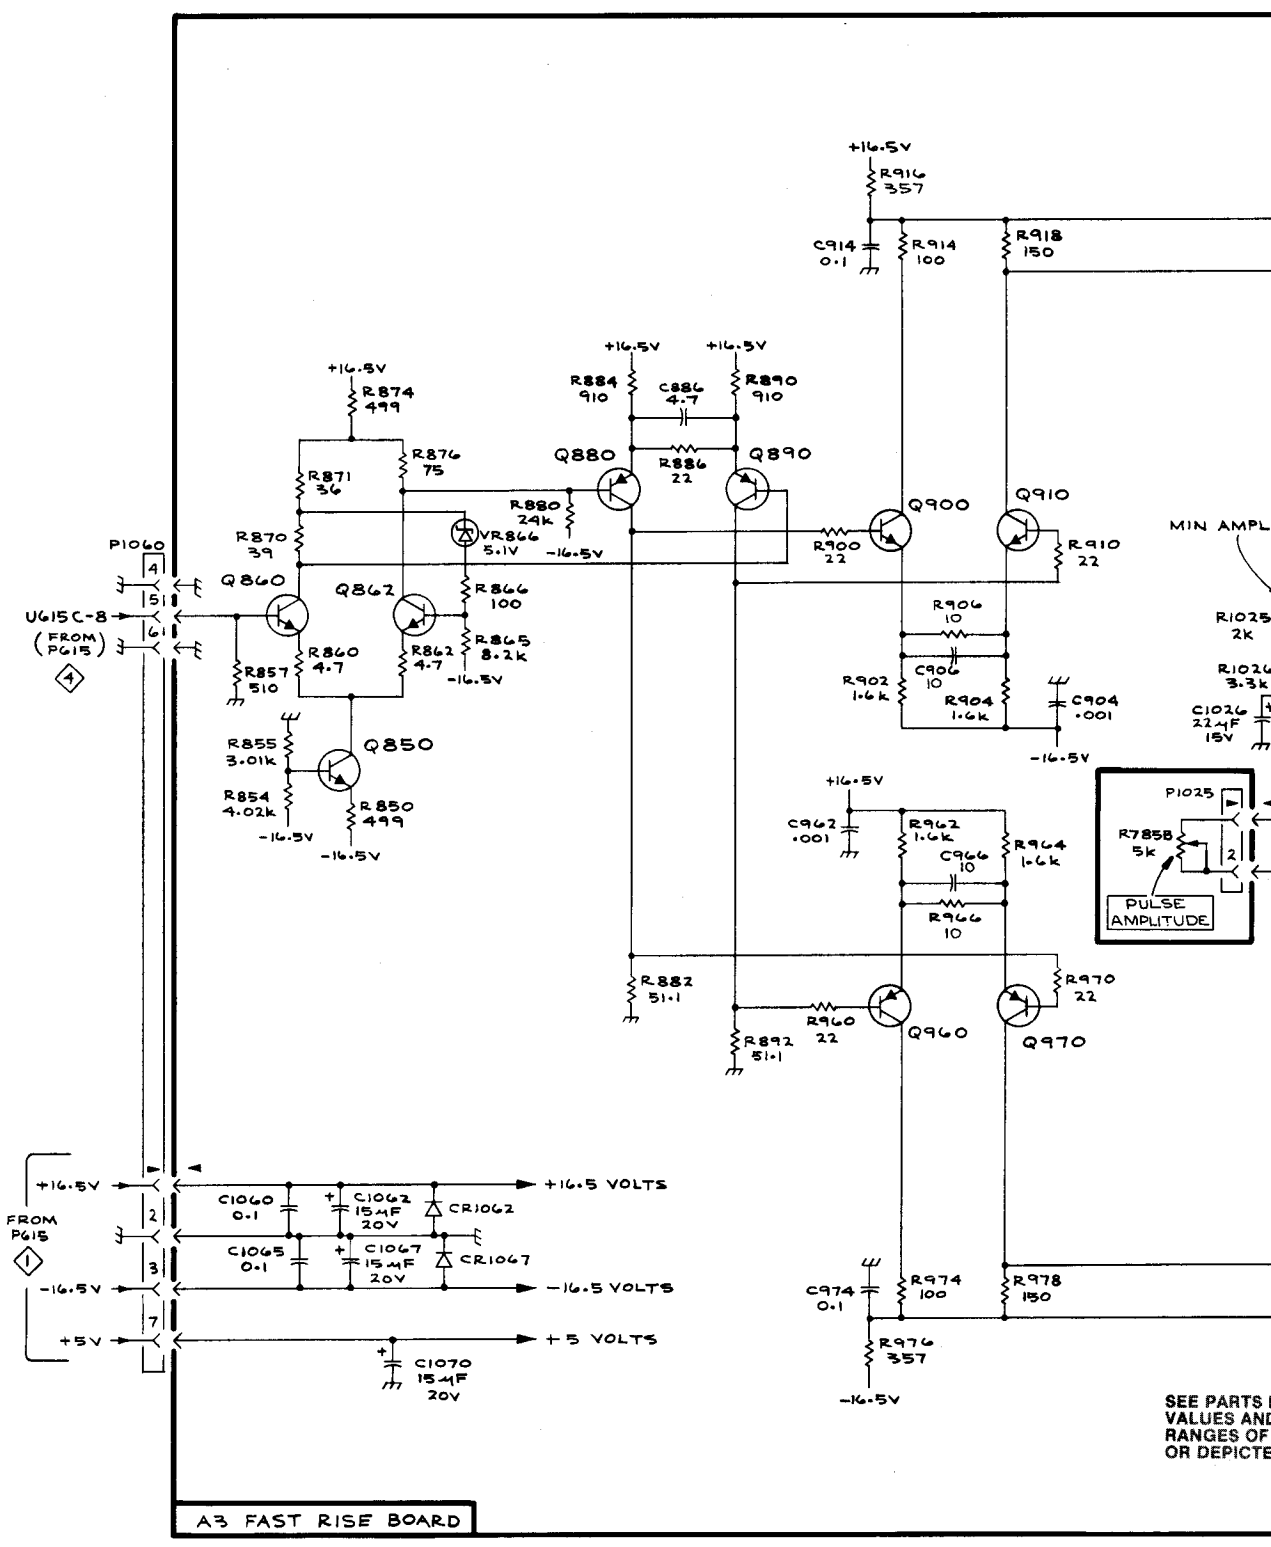 +16.5V
R916
357
C914
0.1
R914
100
R918
150
+16.5V
+16.5V
R884
910
C886
4.7
R890
910
+16.5V
R874
499
Q880
R886
22
Q890
R876
75
R871
36
R880
24K
-16.5V
Q900
Q910
MIN AMPL
R870
39
VR866
5.1V
R900
22
R910
22
P1060
4
Q860
Q862
R866
100
5
U615C-8
(FROM
P615)
6
4
R906
10
R1025
2K
R857
510
R860
4.7
R862
4.7
R865
8.2K
-16.5V
C906
10
R902
1.6K
R904
1.6K
C904
.001
-16.5V
R1026
3.3K
C1026
22µF
15V
+
R855
3.01K
Q850
R854
4.02K
-16.5V
R850
499
-16.5V
+16.5V
C962
.001
R962
1.6K
C966
10
R964
1.6K
R966
10
P1025
R785B
5K
2
PULSE
AMPLITUDE
R882
51.1
R970
22
R960
22
Q960
Q970
R892
51.1
FROM
P615
1
+16.5V
2
3
-16.5V
7
+5V
C1060
0.1
+
C1062
15µF
20V
CR1062
+16.5 VOLTS
C1065
0.1
+
C1067
15µF
20V
CR1067
-16.5 VOLTS
+5 VOLTS
+
C1070
15µF
20V
C974
0.1
R974
100
R978
150
R976
357
-16.5V
SEE PARTS
VALUES AND
RANGES OF
OR DEPICTE
A3 FAST RISE BOARD